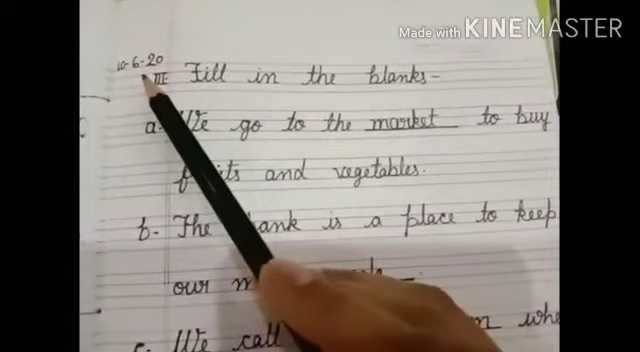 Made with KINEMASTER
10-6-20
III Fill in the blanks-
a- We go to the market to buy
fruits and vegetables.
b- The bank is a place to keep
our
c- We call